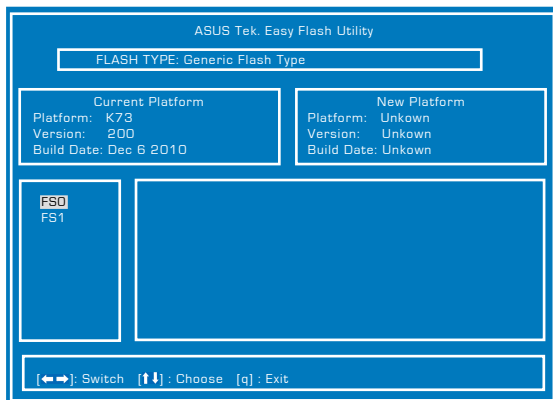 ASUS Tek. Easy Flash Utility
FLASH TYPE: Generic Flash Type
Current Platform
Platform: K73
Version: 200
Build Date: Dec 6 2010
New Platform
Platform: Unkown
Version: Unkown
Build Date: Unkown
FS0
FS1
[←→]: Switch [↑↓] : Choose [q] : Exit